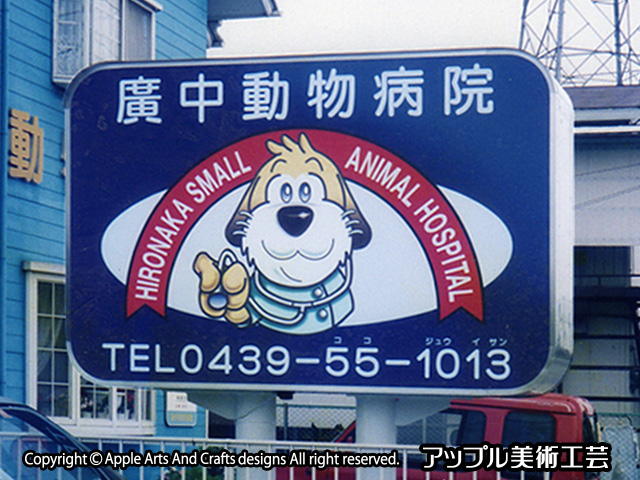 廣中動物病院
HIRONAKA SMALL ANIMAL HOSPITAL
ココ ジュウ イ サン
TEL0439-55-1013
動
Copyright © Apple Arts And Crafts designs All right reserved.
アップル美術工芸